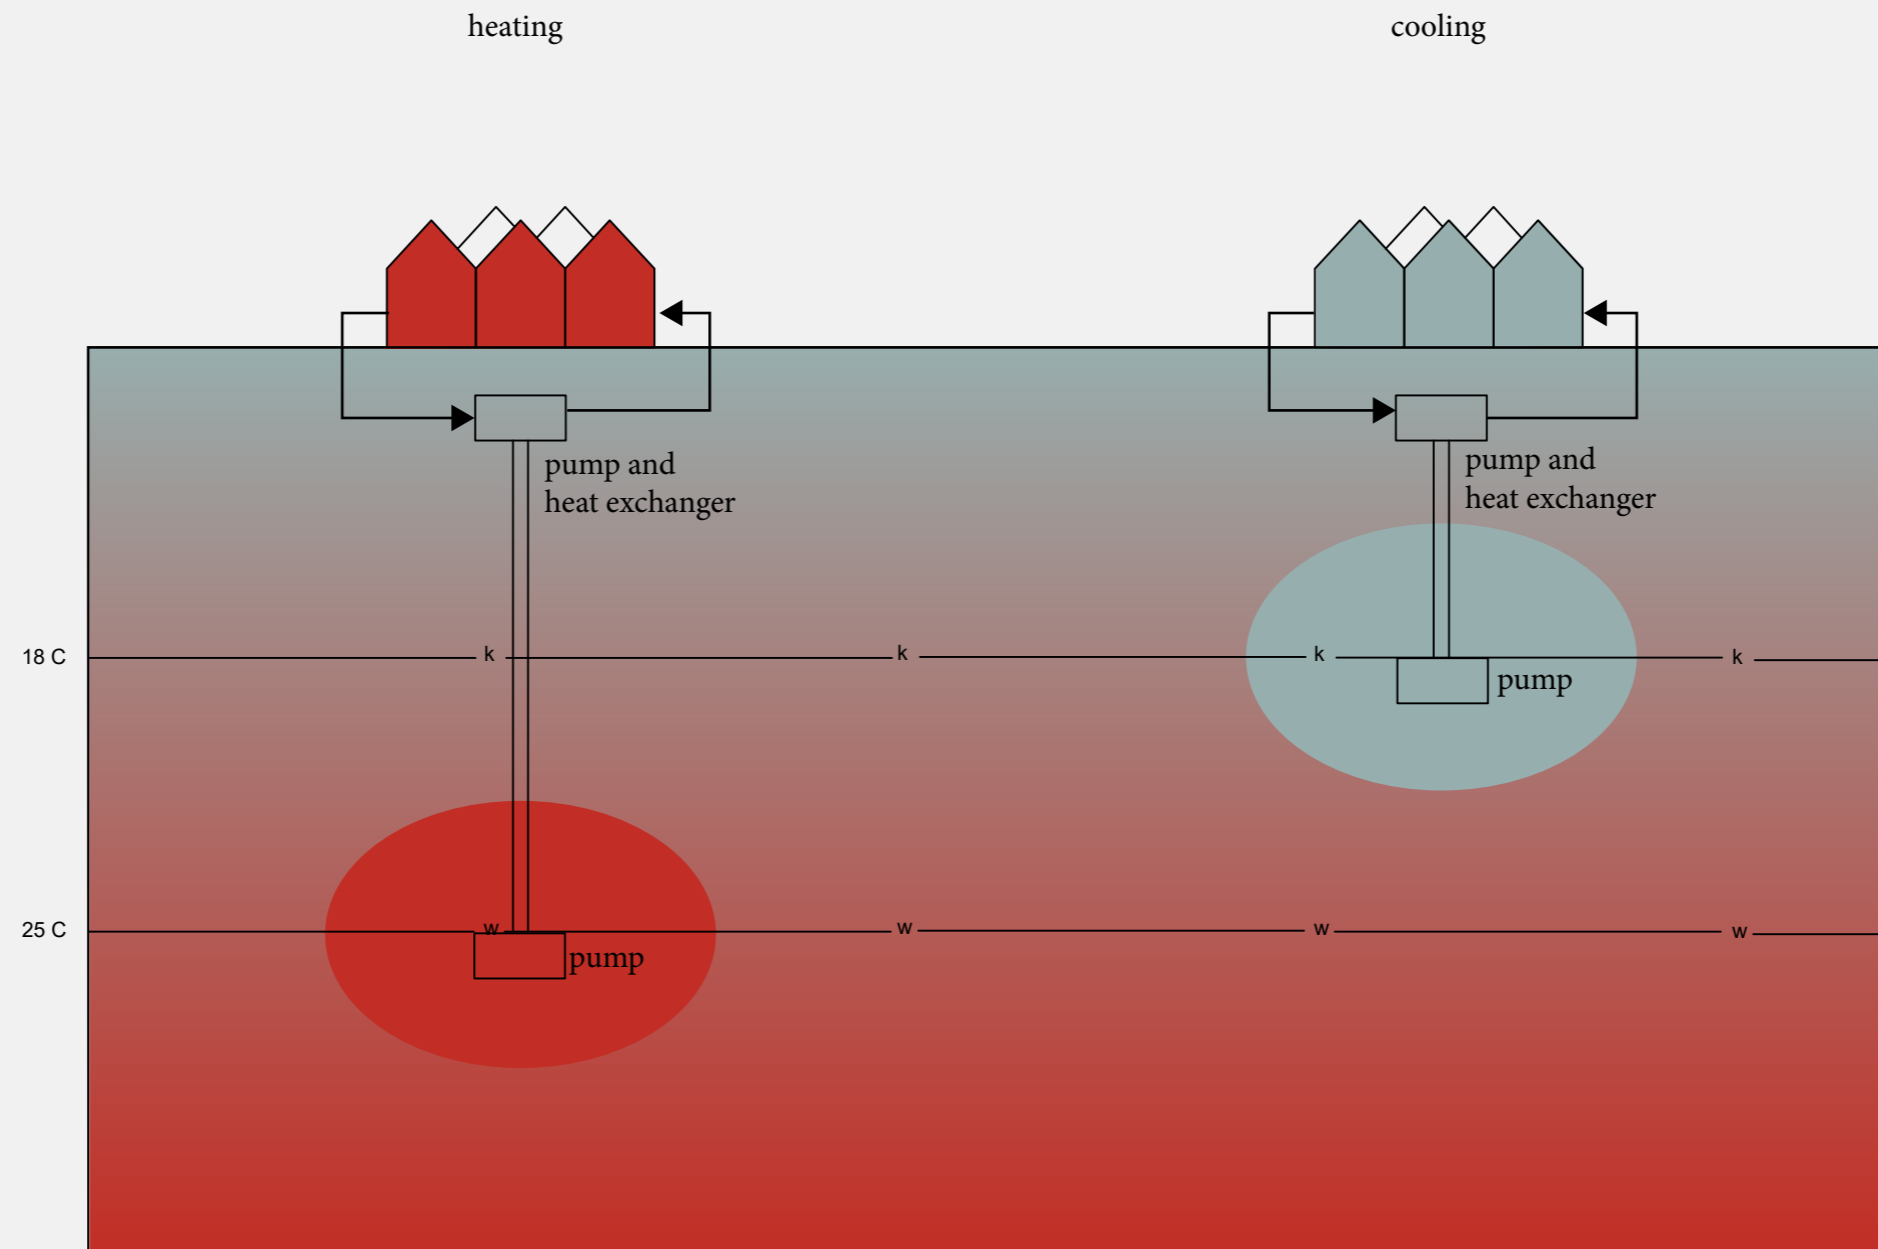 heating
cooling
pump and
heat exchanger
pump and
heat exchanger
18 C
k
k
k
k
pump
25 C
w
w
w
w
pump